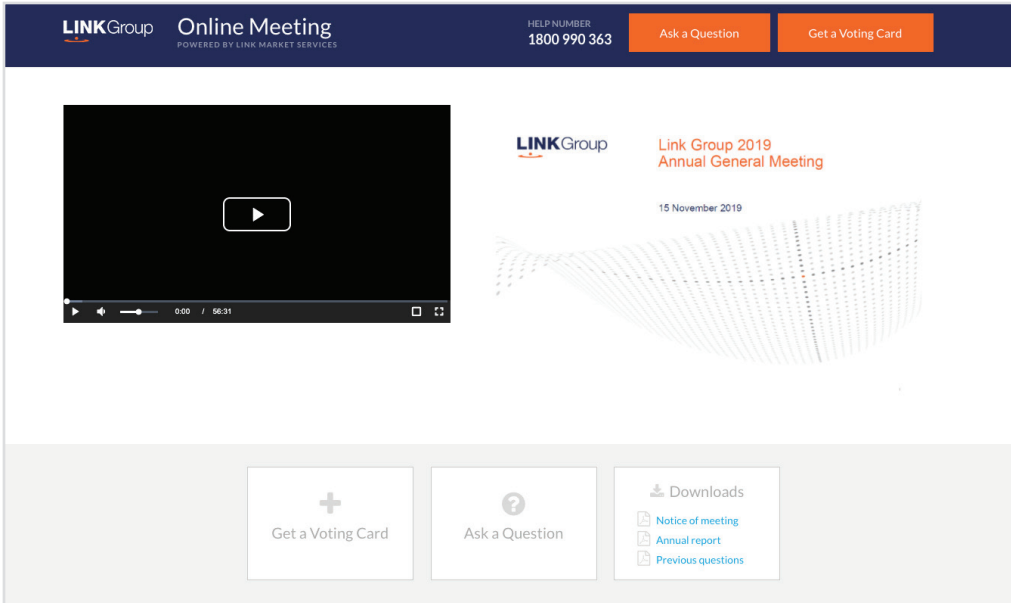 LINKGroup
Online Meeting
POWERED BY LINK MARKET SERVICES
HELP NUMBER
1800 990 363
Ask a Question
Get a Voting Card
0:00 / 56:31
LINKGroup
Link Group 2019
Annual General Meeting
15 November 2019
Get a Voting Card
Ask a Question
Downloads
Notice of meeting
Annual report
Previous questions